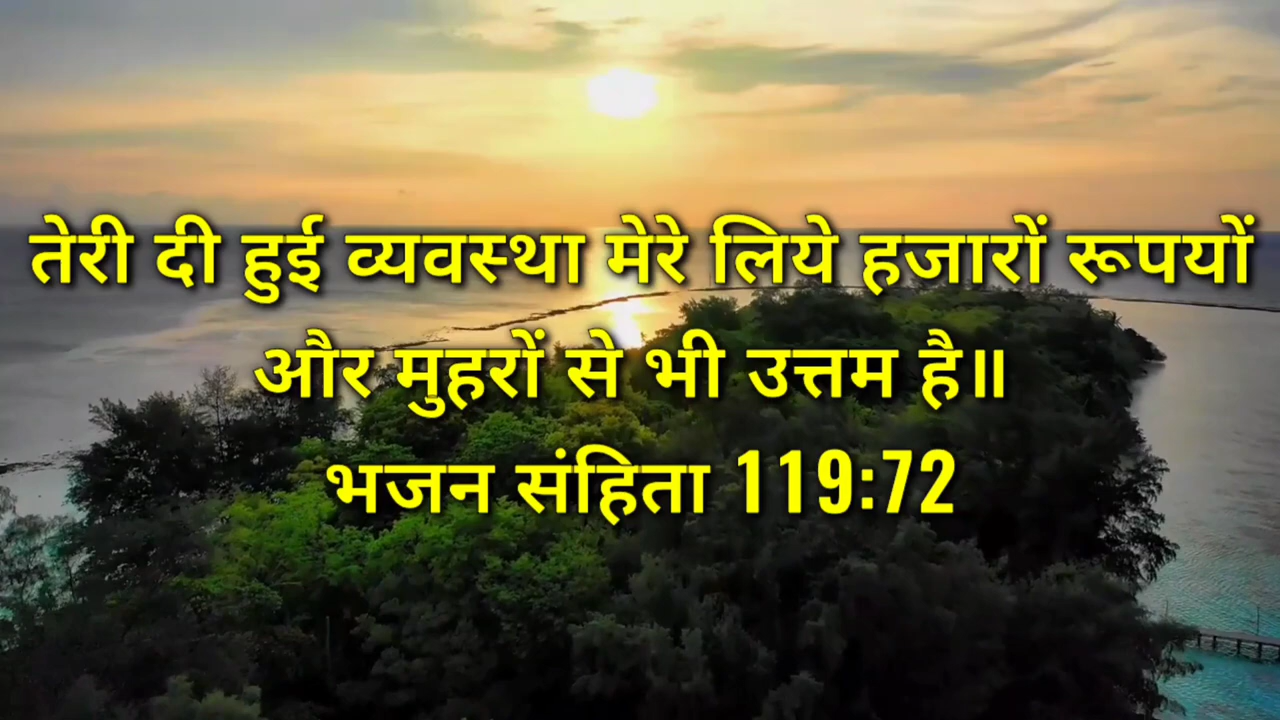 तेरी दी हुई व्यवस्था मेरे लिये हजारों रूपयों
और मुहरों से भी उत्तम है॥
भजन संहिता 119:72